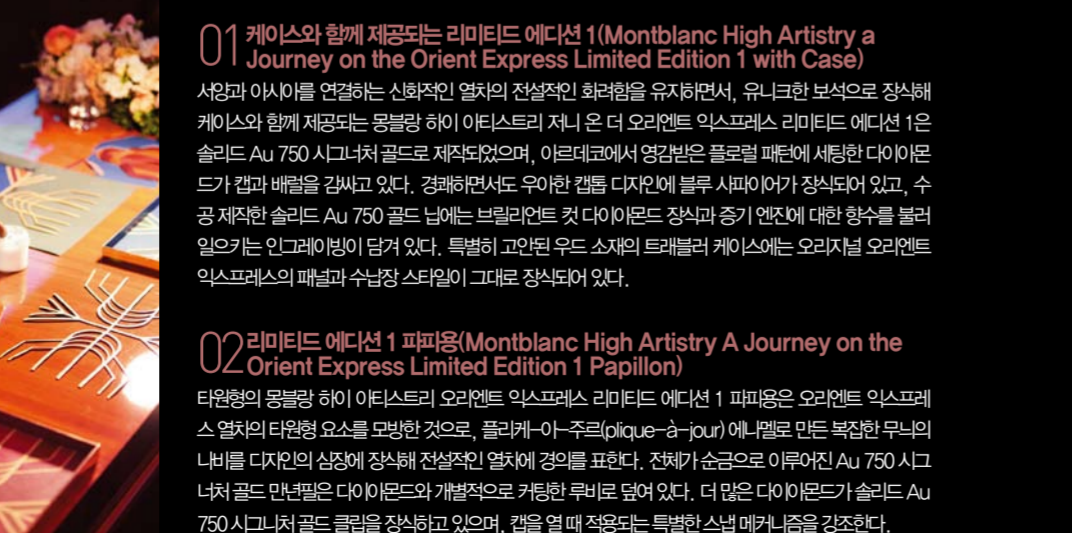 01 케이스와 함께 제공되는 리미티드 에디션 1(Montblanc High Artistry a
Journey on the Orient Express Limited Edition 1 with Case)
서양과 아시아를 연결하는 신화적인 열차의 전설적인 화려함을 유지하면서, 유니크한 보석으로 장식해
케이스와 함께 제공되는 몽블랑 하이 아티스트리 저니 온 더 오리엔트 익스프레스 리미티드 에디션 1은
솔리드 Au 750 시그너처 골드로 제작되었으며, 아르데코에서 영감받은 플로럴 패턴에 세팅한 다이아몬
드가 캡과 배럴을 감싸고 있다. 경쾌하면서도 우아한 캡톱 디자인에 블루 사파이어가 장식되어 있고, 수
공 제작한 솔리드 Au 750 골드 닙에는 브릴리언트 컷 다이아몬드 장식과 증기 엔진에 대한 향수를 불러
일으키는 인그레이빙이 담겨 있다. 특별히 고안된 우드 소재의 트래블러 케이스에는 오리지널 오리엔트
익스프레스의 패널과 수납장 스타일이 그대로 장식되어 있다.
02 리미티드 에디션 1 파피용(Montblanc High Artistry A Journey on the
Orient Express Limited Edition 1 Papillon)
타원형의 몽블랑 하이 아티스트리 오리엔트 익스프레스 리미티드 에디션 1 파피용은 오리엔트 익스프레
스 열차의 타원형 요소를 모방한 것으로, 플리케-아-주르(plique-à-jour) 에나멜로 만든 복잡한 무늬의
나비를 디자인의 심장에 장식해 전설적인 열차에 경의를 표한다. 전체가 순금으로 이루어진 Au 750 시그
너처 골드 만년필은 다이아몬드와 개별적으로 커팅한 루비로 덮여 있다. 더 많은 다이아몬드가 솔리드 Au
750 시그니처 골드 클립을 장식하고 있으며, 캡을 열 때 적용되는 특별한 스냅 메커니즘을 강조한다.